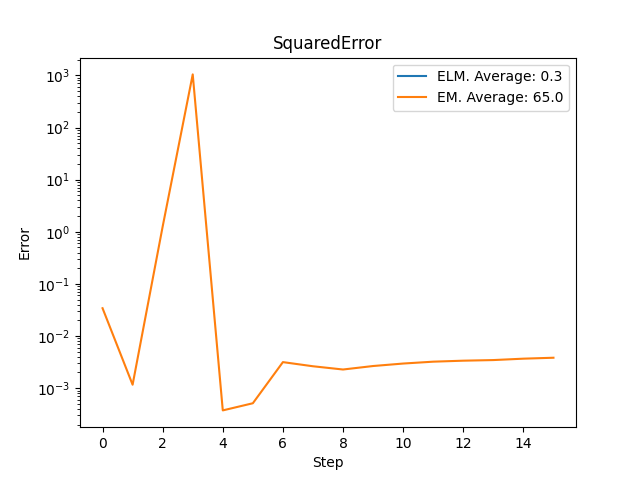 SquaredError
ELM. Average: 0.3
EM. Average: 65.0
Error
10³
10²
10¹
10⁰
10⁻¹
10⁻²
10⁻³
0 2 4 6 8 10 12 14
Step